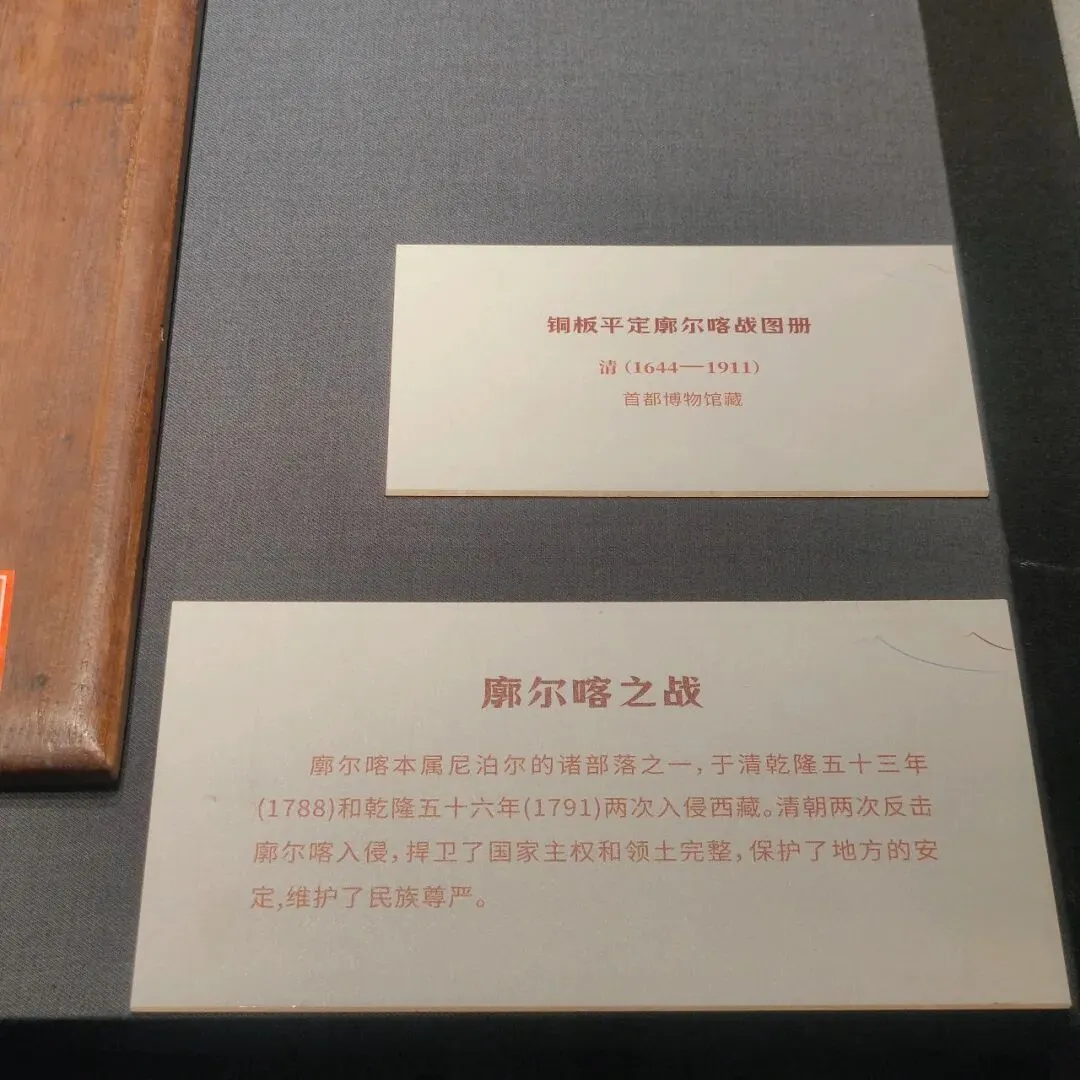 铜板平定廓尔喀战图册
清（1644—1911）
首都博物馆藏
廓尔喀之战
廓尔喀本属尼泊尔的诸部落之一，于清乾隆五十三年
(1788)和乾隆五十六年(1791)两次入侵西藏。清朝两次反击
廓尔喀入侵，捍卫了国家主权和领土完整，保护了地方的安
定，维护了民族尊严。